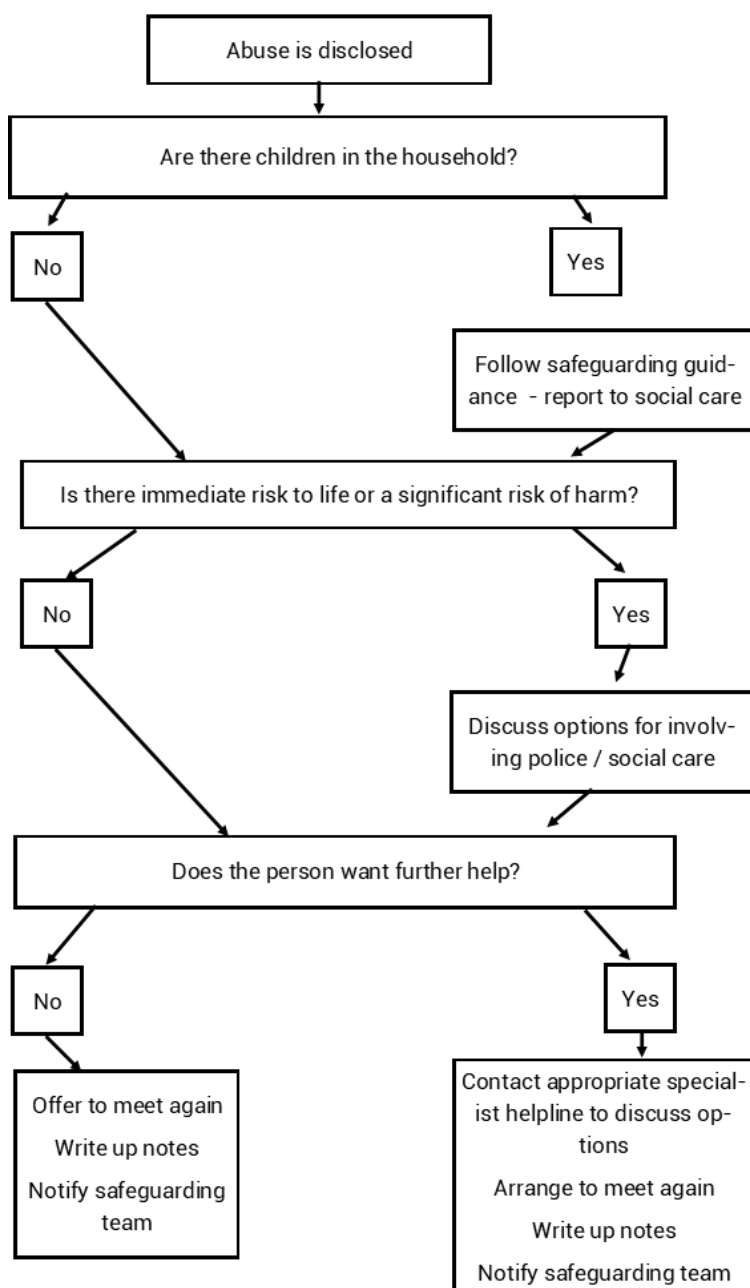 Abuse is disclosed
Are there children in the household?
No
Yes
Follow safeguarding guid-
ance - report to social care
Is there immediate risk to life or a significant risk of harm?
No
Yes
Discuss options for involv-
ing police / social care
Does the person want further help?
No
Yes
Offer to meet again
Write up notes
Notify safeguarding
team
Contact appropriate special-
ist helpline to discuss op-
tions
Arrange to meet again
Write up notes
Notify safeguarding team